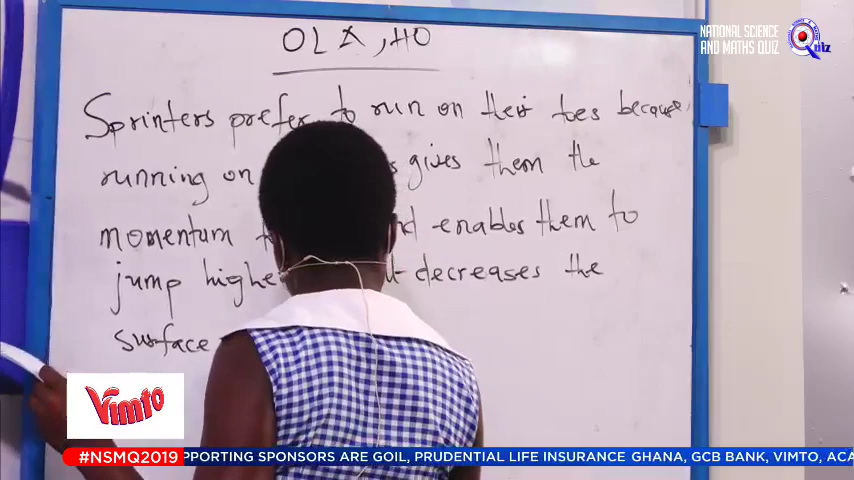 OLA, HO
Sprinters prefer to run on their toes because
running on gives them the
momentum and enables them to
jump decreases the
surface
NATIONAL SCIENCE
AND MATHS QUIZ
Quiz
Vimto
#NSMQ2019
PPORTING SPONSORS ARE GOIL, PRUDENTIAL LIFE INSURANCE GHANA, GCB BANK, VIMTO, ACA